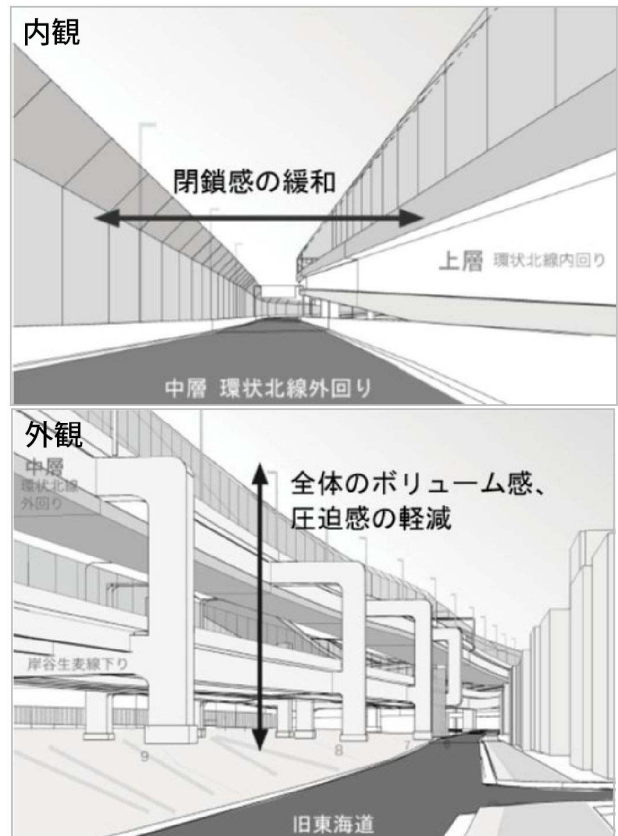 内観
閉鎖感の緩和
上層 環状北線内回り
中層 環状北線外回り
外観
中層
環状北線
外回り
全体のボリューム感、
圧迫感の軽減
岸谷生麦線下り
9
8
7
旧東海道